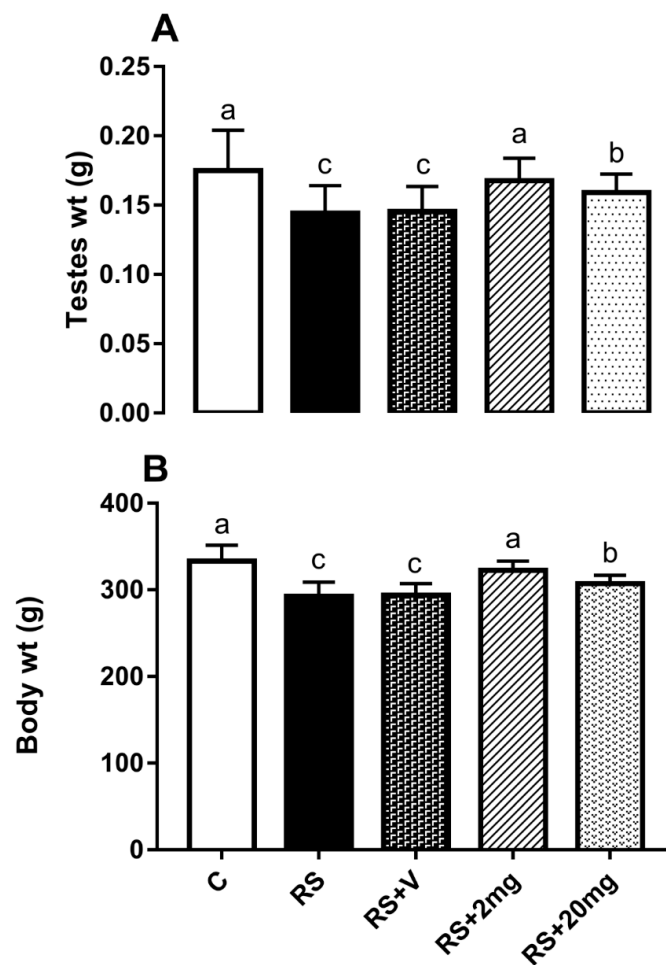 A
Testes wt (g)
0.25
0.20
0.15
0.10
0.05
0.00
a
c
c
a
b
B
Body wt (g)
400
300
200
100
0
a
c
c
a
b
C
RS
RS+V
RS+2mg
RS+20mg